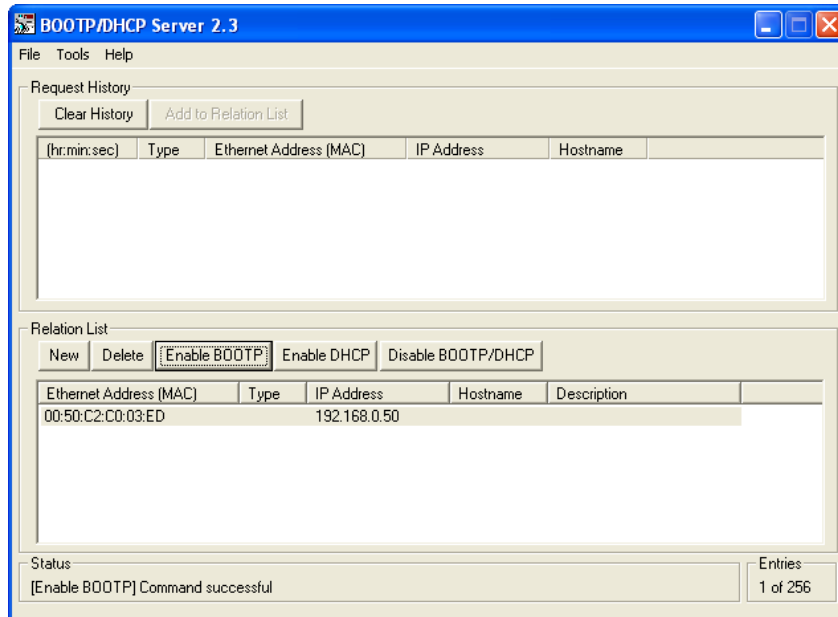 BOOTP/DHCP Server 2.3
File Tools Help
Request History
Clear History Add to Relation List
(hr:min:sec) Type Ethernet Address (MAC) IP Address Hostname
Relation List
New Delete Enable BOOTP Enable DHCP Disable BOOTP/DHCP
Ethernet Address (MAC) Type IP Address Hostname Description
00:50:C2:C0:03:ED 192.168.0.50
Status Entries
[Enable BOOTP] Command successful 1 of 256